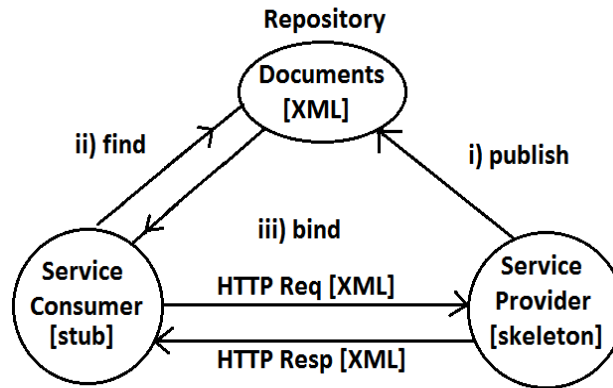 Repository
Documents
[XML]
ii) find
i) publish
iii) bind
Service
Consumer
[stub]
HTTP Req [XML]
HTTP Resp [XML]
Service
Provider
[skeleton]